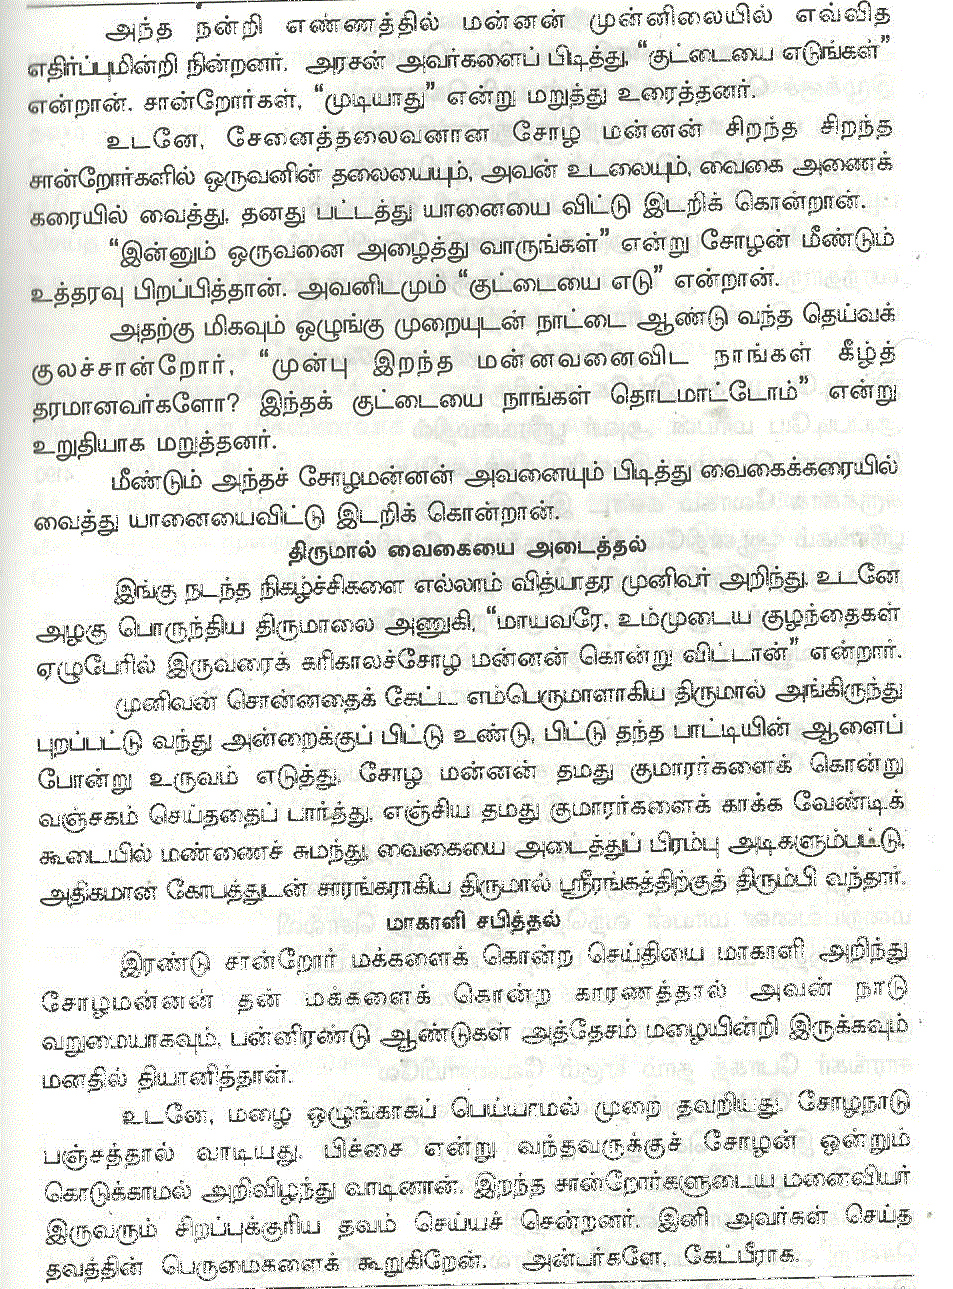 அந்த நன்றி எண்ணத்தில் மன்னன் முன்னிலையில் எவ்வித
எதிர்ப்புமின்றி நின்றனர். அரசன் அவர்களைப் பிடித்து, “குட்டையை எடுங்கள்”
என்றான். சான்றோர்கள், “முடியாது” என்று மறுத்து உரைத்தனர்.
உடனே, சேனைத்தலைவனான சோழ மன்னன் சிறந்த சிறந்த
சான்றோர்களில் ஒருவனின் தலையையும், அவன் உடலையும், வைகை அணைக்
கரையில் வைத்து, தனது பட்டத்து யானையை விட்டு இடறிக் கொன்றான்.
“இன்னும் ஒருவனை அழைத்து வாருங்கள்” என்று சோழன் மீண்டும்
உத்தரவு பிறப்பித்தான். அவனிடமும் “குட்டையை எடு” என்றான்.
அதற்கு மிகவும் ஒழுங்கு முறையுடன் நாட்டை ஆண்டு வந்த தெய்வக்
குலச்சான்றோர், “முன்பு இறந்த மன்னவனைவிட நாங்கள் கீழ்த்
தரமானவர்களோ? இந்தக் குட்டையை நாங்கள் தொடமாட்டோம்” என்று
உறுதியாக மறுத்தனர்.
மீண்டும் அந்தச் சோழமன்னன் அவனையும் பிடித்து வைகைக்கரையில்
வைத்து யானையைவிட்டு இடறிக் கொன்றான்.
திருமால் வைகையை அடைத்தல்
இங்கு நடந்த நிகழ்ச்சிகளை எல்லாம் வித்யாதர முனிவர் அறிந்து, உடனே
அழகு பொருந்திய திருமாலை அணுகி, “மாயவரே, உம்முடைய குழந்தைகள்
ஏழுபேரில் இருவரைக் கரிகாலச்சோழ மன்னன் கொன்று விட்டான்” என்றார்.
முனிவன் சொன்னதைக் கேட்ட எம்பெருமாளாகிய திருமால் அங்கிருந்து
புறப்பட்டு வந்து அன்றைக்குப் பிட்டு உண்டு, பிட்டு தந்த பாட்டியின் ஆளைப்
போன்று உருவம் எடுத்து, சோழ மன்னன் தமது குமாரர்களைக் கொன்று
வஞ்சகம் செய்ததைப் பார்த்து, எஞ்சிய தமது குமாரர்களைக் காக்க வேண்டிக்
கூடையில் மண்ணைச் சுமந்து, வைகையை அடைத்துப் பிரம்பு அடிகளும்பட்டு,
அதிகமான கோபத்துடன் சாரங்கராகிய திருமால் ஸ்ரீரங்கத்திற்குத் திரும்பி வந்தார்.
மாகாளி சபித்தல்
இரண்டு சான்றோர் மக்களைக் கொன்ற செய்தியை மாகாளி அறிந்து
சோழமன்னன் தன் மக்களைக் கொன்ற காரணத்தால் அவன் நாடு
வறுமையாகவும், பன்னிரண்டு ஆண்டுகள் அத்தேசம் மழையின்றி இருக்கவும்
மனதில் தியானித்தாள்.
உடனே, மழை ஒழுங்காகப் பெய்யாமல் முறை தவறியது. சோழநாடு
பஞ்சத்தால் வாடியது. பிச்சை என்று வந்தவருக்குச் சோழன் ஒன்றும்
கொடுக்காமல் அறிவிழந்து வாடினான். இறந்த சான்றோர்களுடைய மனைவியர்
இருவரும் சிறப்புக்குரிய தவம் செய்யச் சென்றனர். இனி அவர்கள் செய்த
தவத்தின் பெருமைகளைக் கூறுகிறேன். அன்பர்களே, கேட்பீராக.